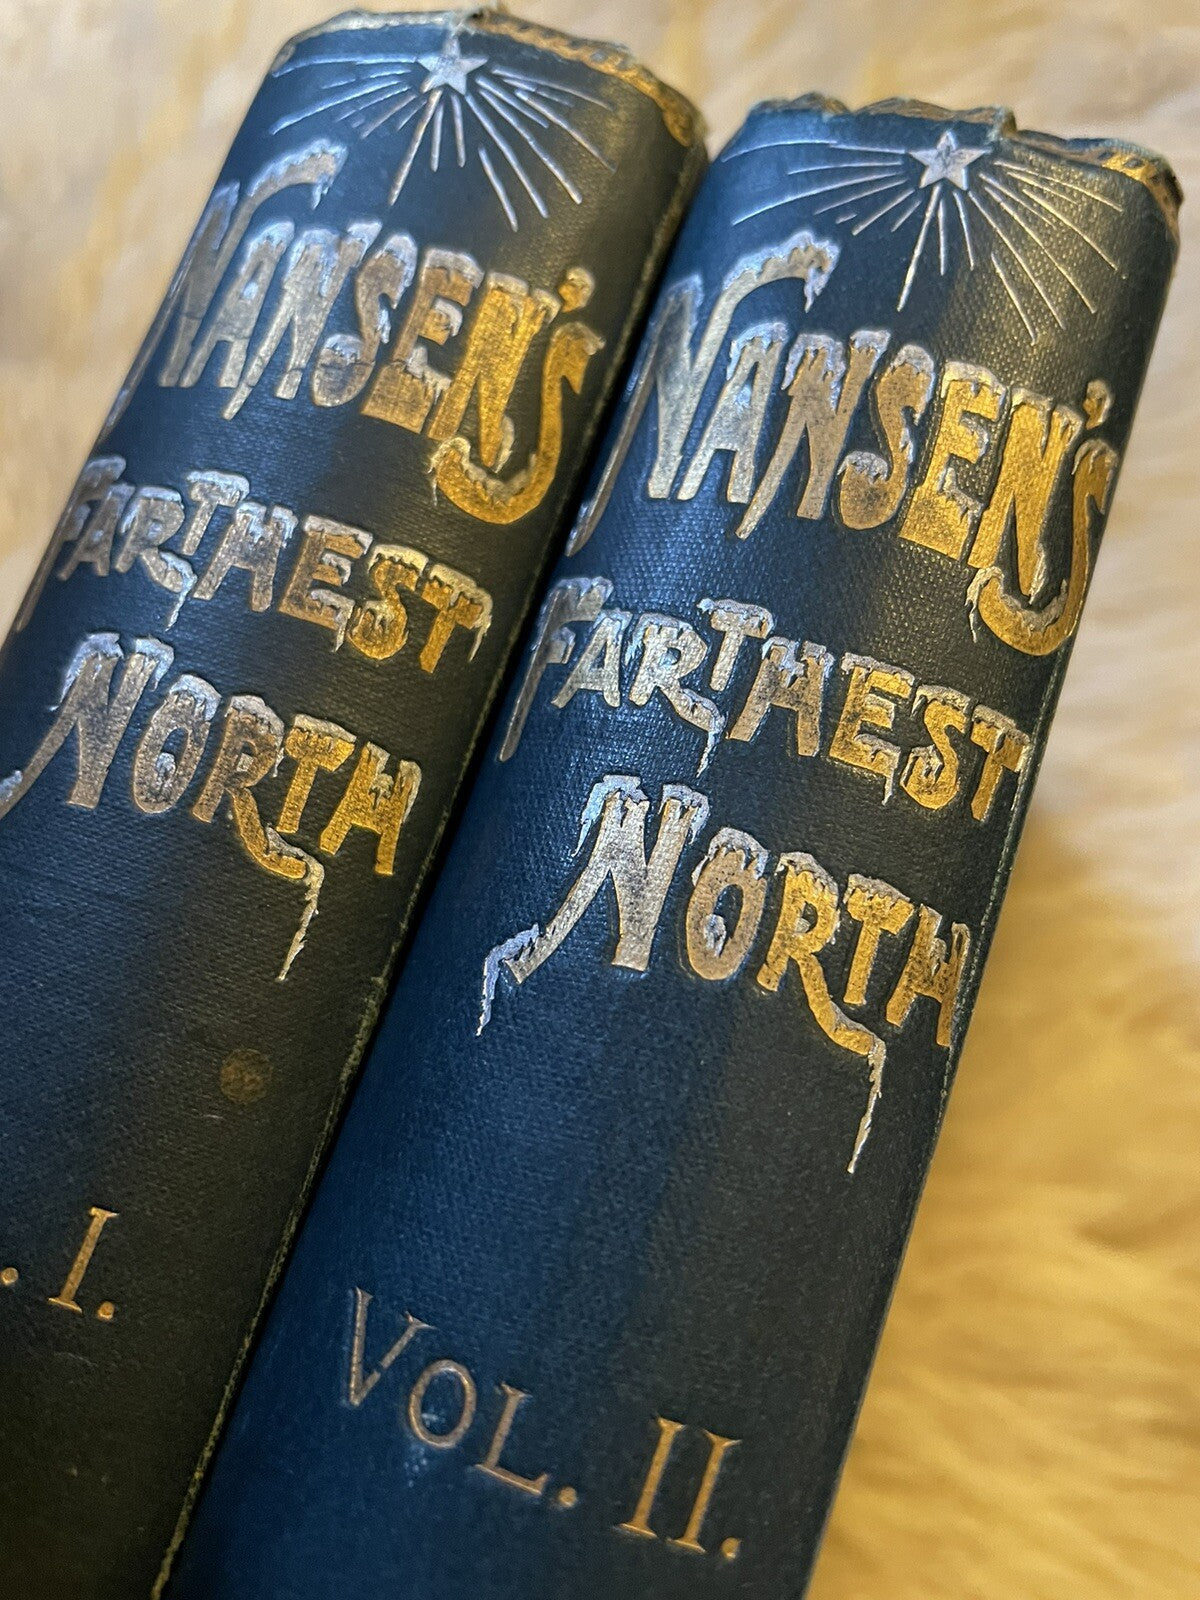 NANSEN'S
FARTHEST
NORTH
. I.
NANSEN'S
FARTHEST
NORTH
VOL. II.